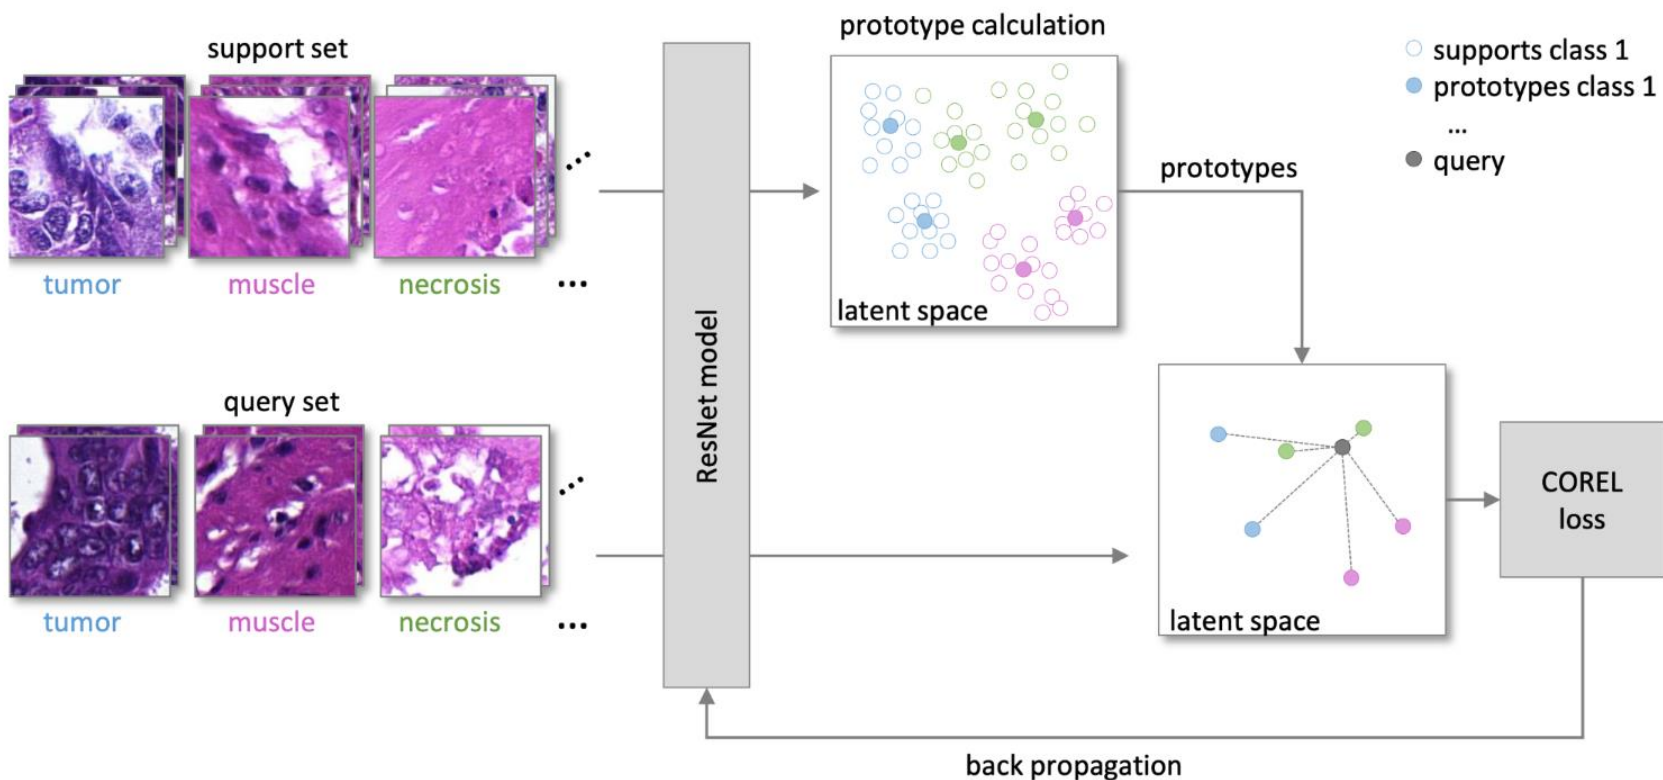 support set
tumor
muscle
necrosis
...
...
query set
tumor
muscle
necrosis
...
...
ResNet model
prototype calculation
latent space
prototypes
supports class 1
prototypes class 1
...
query
latent space
COREL
loss
back propagation